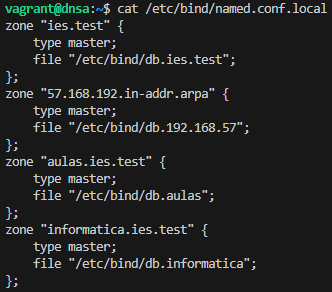 vagrant@dnsa:~$ cat /etc/bind/named.conf.local
zone "ies.test" {
    type master;
    file "/etc/bind/db.ies.test";
};
zone "57.168.192.in-addr.arpa" {
    type master;
    file "/etc/bind/db.192.168.57";
};
zone "aulas.ies.test" {
    type master;
    file "/etc/bind/db.aulas";
};
zone "informatica.ies.test" {
    type master;
    file "/etc/bind/db.informatica";
};